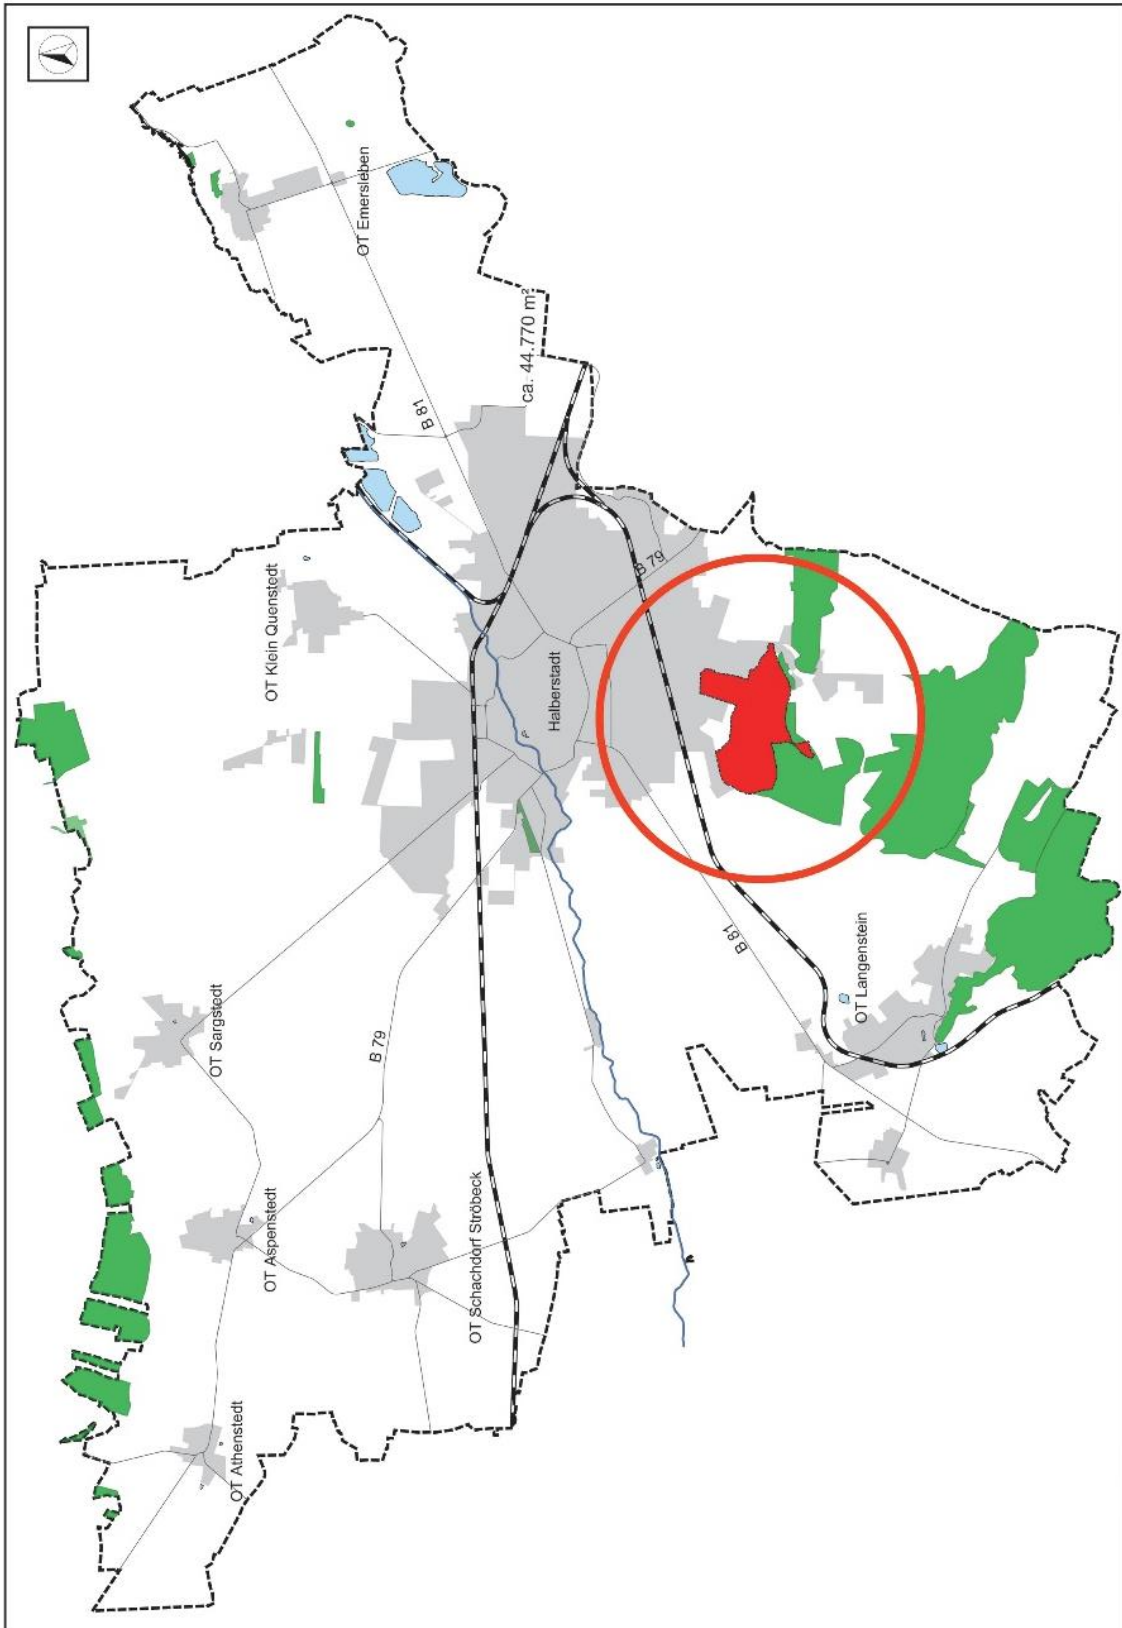 OT Athenstedt
OT Aspenstedt
OT Sargstedt
OT Klein Quenstedt
OT Emersleben
B 79
B 81
ca. 44.770 m²
OT Schachdorf Ströbeck
Halberstadt
B 79
B 81
OT Langenstein